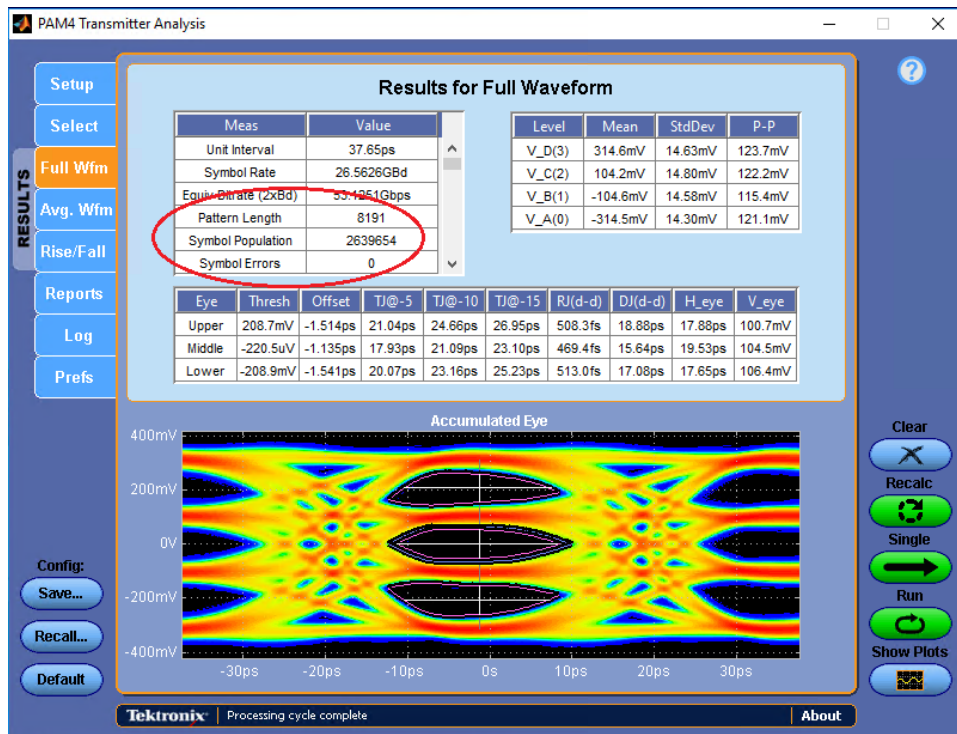 PAM4 Transmitter Analysis
Setup
Select
Full Wfm
Avg. Wfm
Rise/Fall
Reports
Log
Prefs
RESULTS
Results for Full Waveform
Meas Value
Unit Interval 37.65ps
Symbol Rate 26.5626GBd
Equiv Bitrate (2xBd) 53.1251Gbps
Pattern Length 8191
Symbol Population 2639654
Symbol Errors 0
Level Mean StdDev P-P
V_D(3) 314.6mV 14.63mV 123.7mV
V_C(2) 104.2mV 14.80mV 122.2mV
V_B(1) -104.6mV 14.58mV 115.4mV
V_A(0) -314.5mV 14.30mV 121.1mV
Eye Thresh Offset TJ@-5 TJ@-10 TJ@-15 RJ(d-d) DJ(d-d) H_eye V_eye
Upper 208.7mV -1.514ps 21.04ps 24.66ps 26.95ps 508.3fs 18.88ps 17.88ps 100.7mV
Middle -220.5uV -1.135ps 17.93ps 21.09ps 23.10ps 469.4fs 15.64ps 19.53ps 104.5mV
Lower -208.9mV -1.541ps 20.07ps 23.16ps 25.23ps 513.0fs 17.08ps 17.65ps 106.4mV
Accumulated Eye
400mV
200mV
0V
-200mV
-400mV
-30ps -20ps -10ps 0s 10ps 20ps 30ps
Config:
Save...
Recall...
Default
?
Clear
Recalc
Single
Run
Show Plots
Tektronix Processing cycle complete About